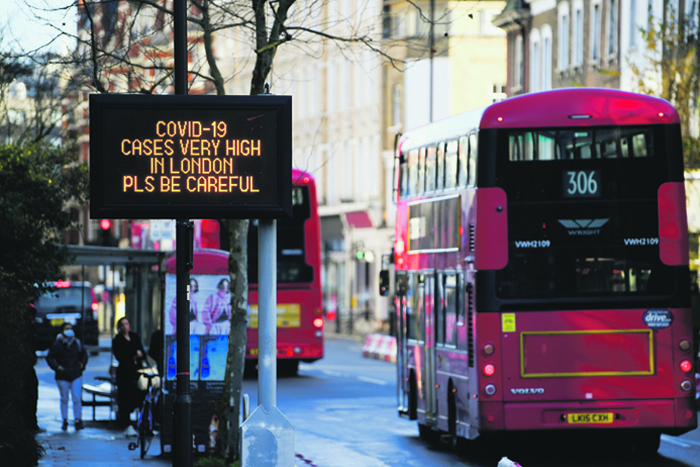 COVID-19
CASES VERY HIGH
IN LONDON
PLS BE CAREFUL
306
WRIGHT
VWH2109
VWH2109
drive
VOLVO
LK15 CXH